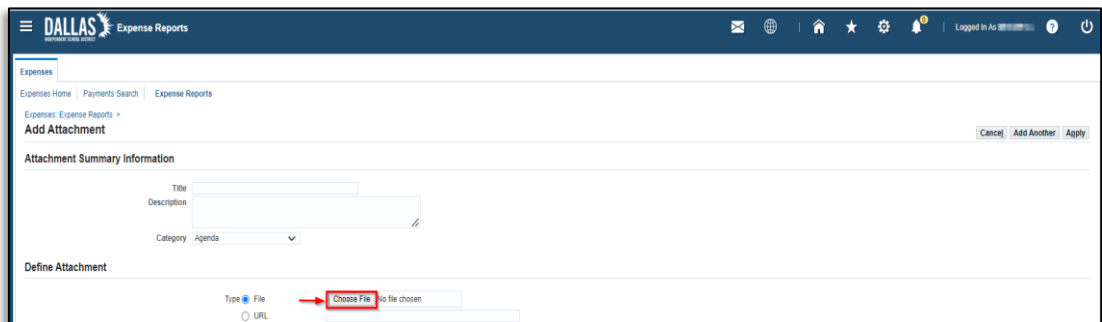 DALLAS Expense Reports 0 Logged In As ?
INDEPENDENT SCHOOL DISTRICT
Expenses
Expenses Home Payments Search Expense Reports
Expenses: Expense Reports >
Add Attachment Cancel Add Another Apply
Attachment Summary Information
Title
Description
Category Agenda
Define Attachment
Type File Choose File No file chosen
URL